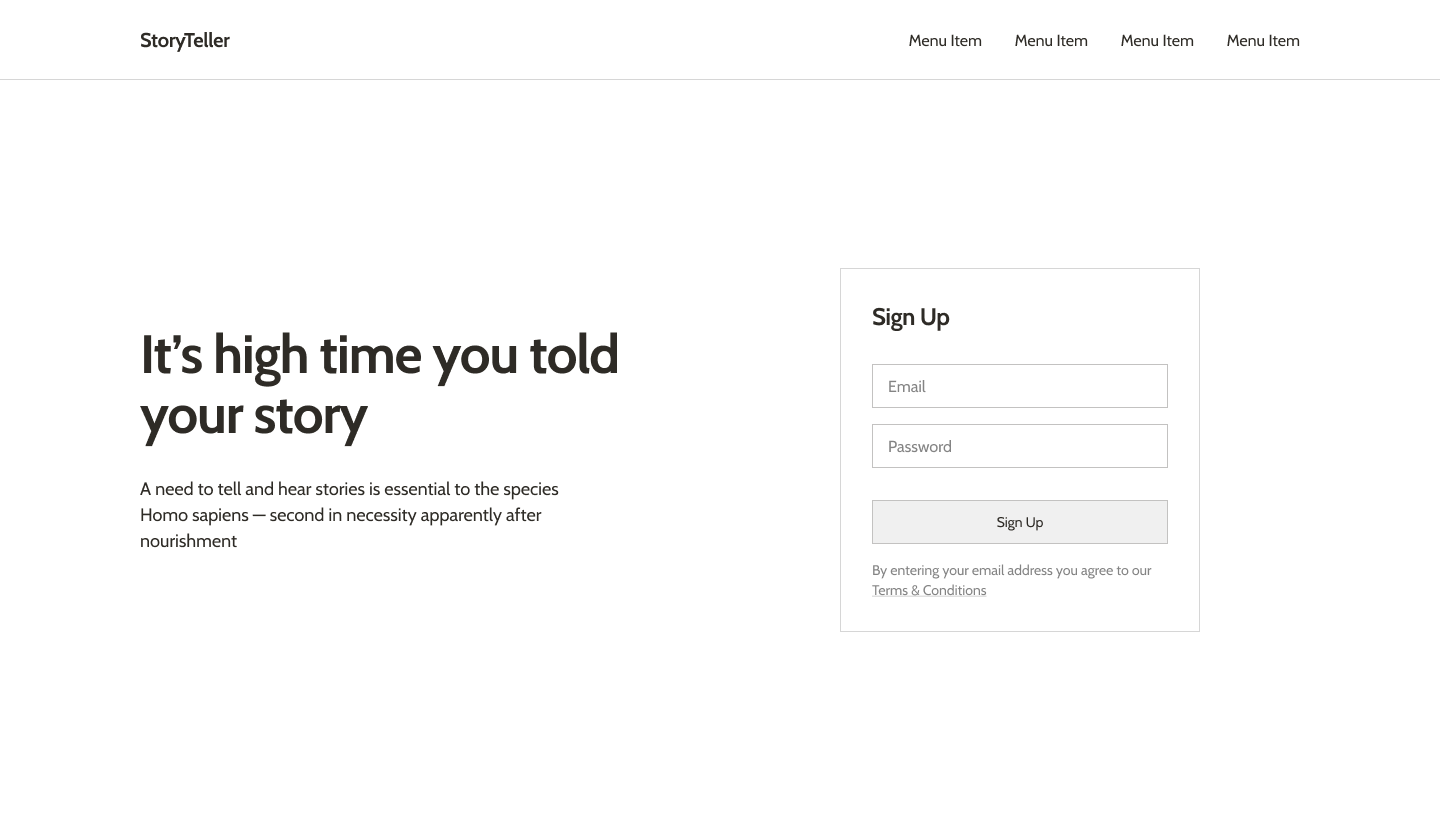 StoryTeller
Menu Item Menu Item Menu Item Menu Item
It’s high time you told
your story
A need to tell and hear stories is essential to the species
Homo sapiens — second in necessity apparently after
nourishment
Sign Up
Email
Password
Sign Up
By entering your email address you agree to our
Terms & Conditions